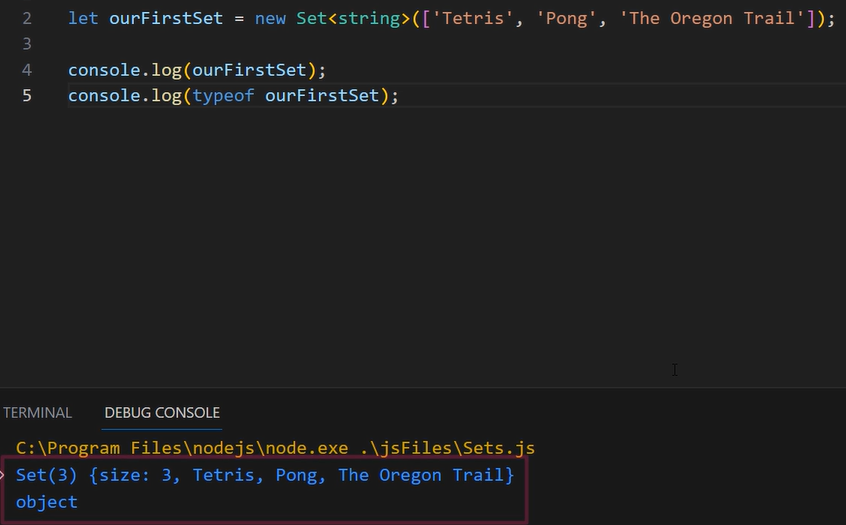 2 let ourFirstSet = new Set<string>(['Tetris', 'Pong', 'The Oregon Trail']);
3
4 console.log(ourFirstSet);
5 console.log(typeof ourFirstSet);
TERMINAL DEBUG CONSOLE
C:\Program Files\nodejs\node.exe .\jsFiles\Sets.js
Set(3) {size: 3, Tetris, Pong, The Oregon Trail}
object